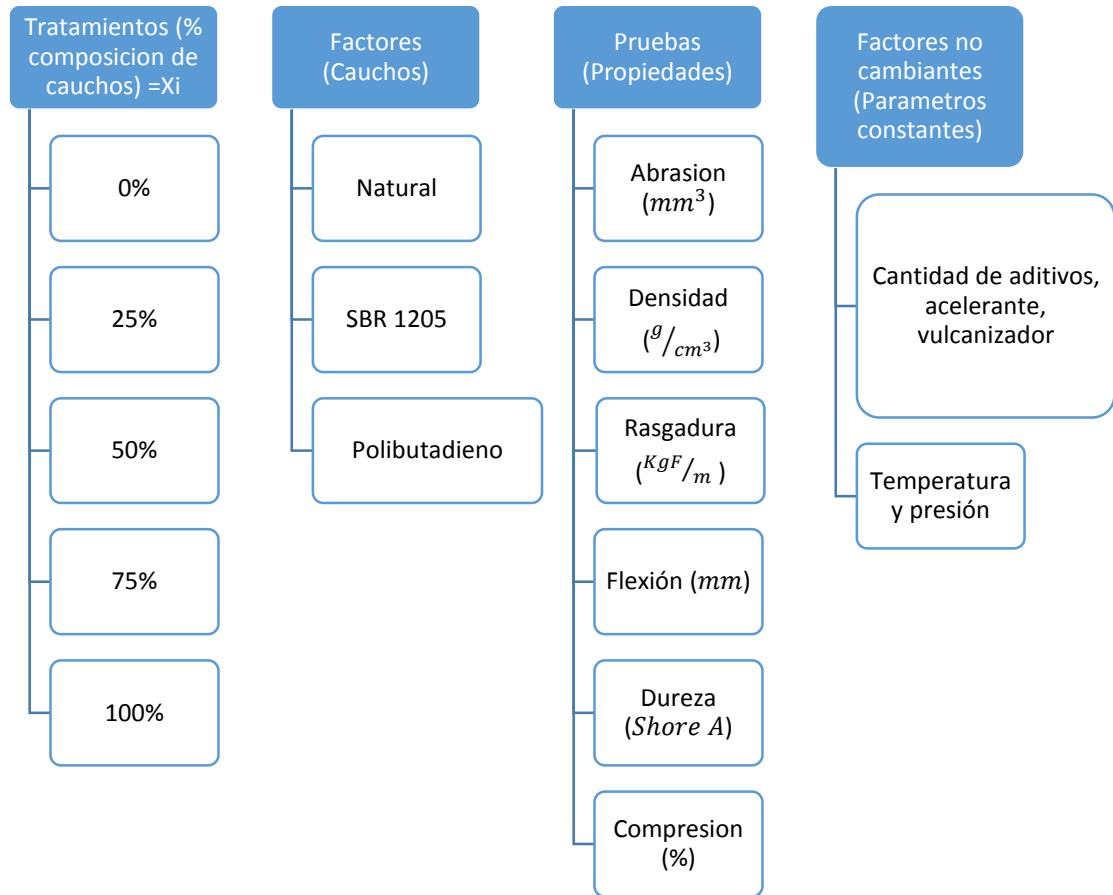 Tratamientos (%
composicion de
cauchos) =Xi
0%
25%
50%
75%
100%
Factores
(Cauchos)
Natural
SBR 1205
Polibutadieno
Pruebas
(Propiedades)
Abrasion
(mm³)
Densidad
(g/cm³)
Rasgadura
(KgF/m )
Flexión (mm)
Dureza
(Shore A)
Compresion
(%)
Factores no
cambiantes
(Parametros
constantes)
Cantidad de aditivos,
acelerante,
vulcanizador
Temperatura
y presión